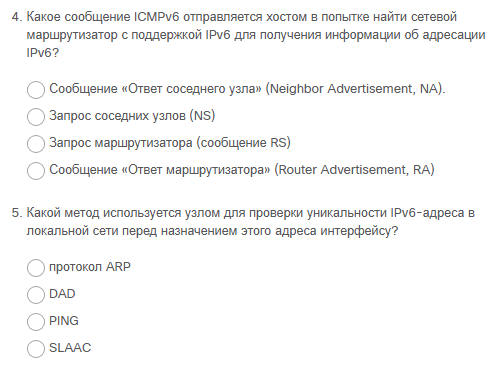 4. Какое сообщение ICMPv6 отправляется хостом в попытке найти сетевой
маршрутизатор с поддержкой IPv6 для получения информации об адресации
IPv6?
Сообщение «Ответ соседнего узла» (Neighbor Advertisement, NA).
Запрос соседних узлов (NS)
Запрос маршрутизатора (сообщение RS)
Сообщение «Ответ маршрутизатора» (Router Advertisement, RA)
5. Какой метод используется узлом для проверки уникальности IPv6-адреса в
локальной сети перед назначением этого адреса интерфейсу?
протокол ARP
DAD
PING
SLAAC